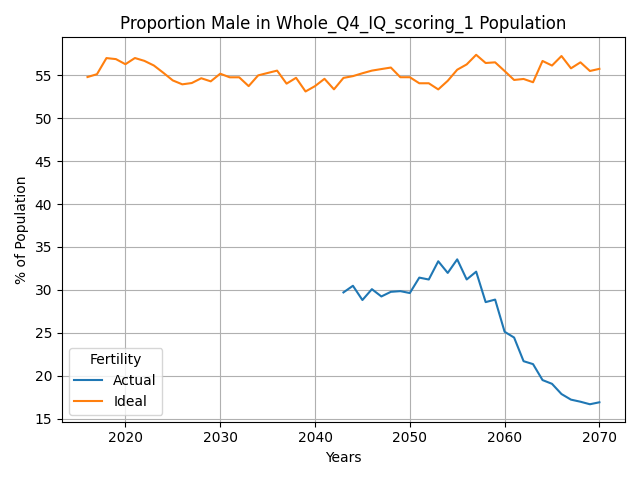 Proportion Male in Whole_Q4_IQ_scoring_1 Population
% of Population
55
50
45
40
35
30
25
20
15
Fertility
Actual
Ideal
2020 2030 2040 2050 2060 2070
Years